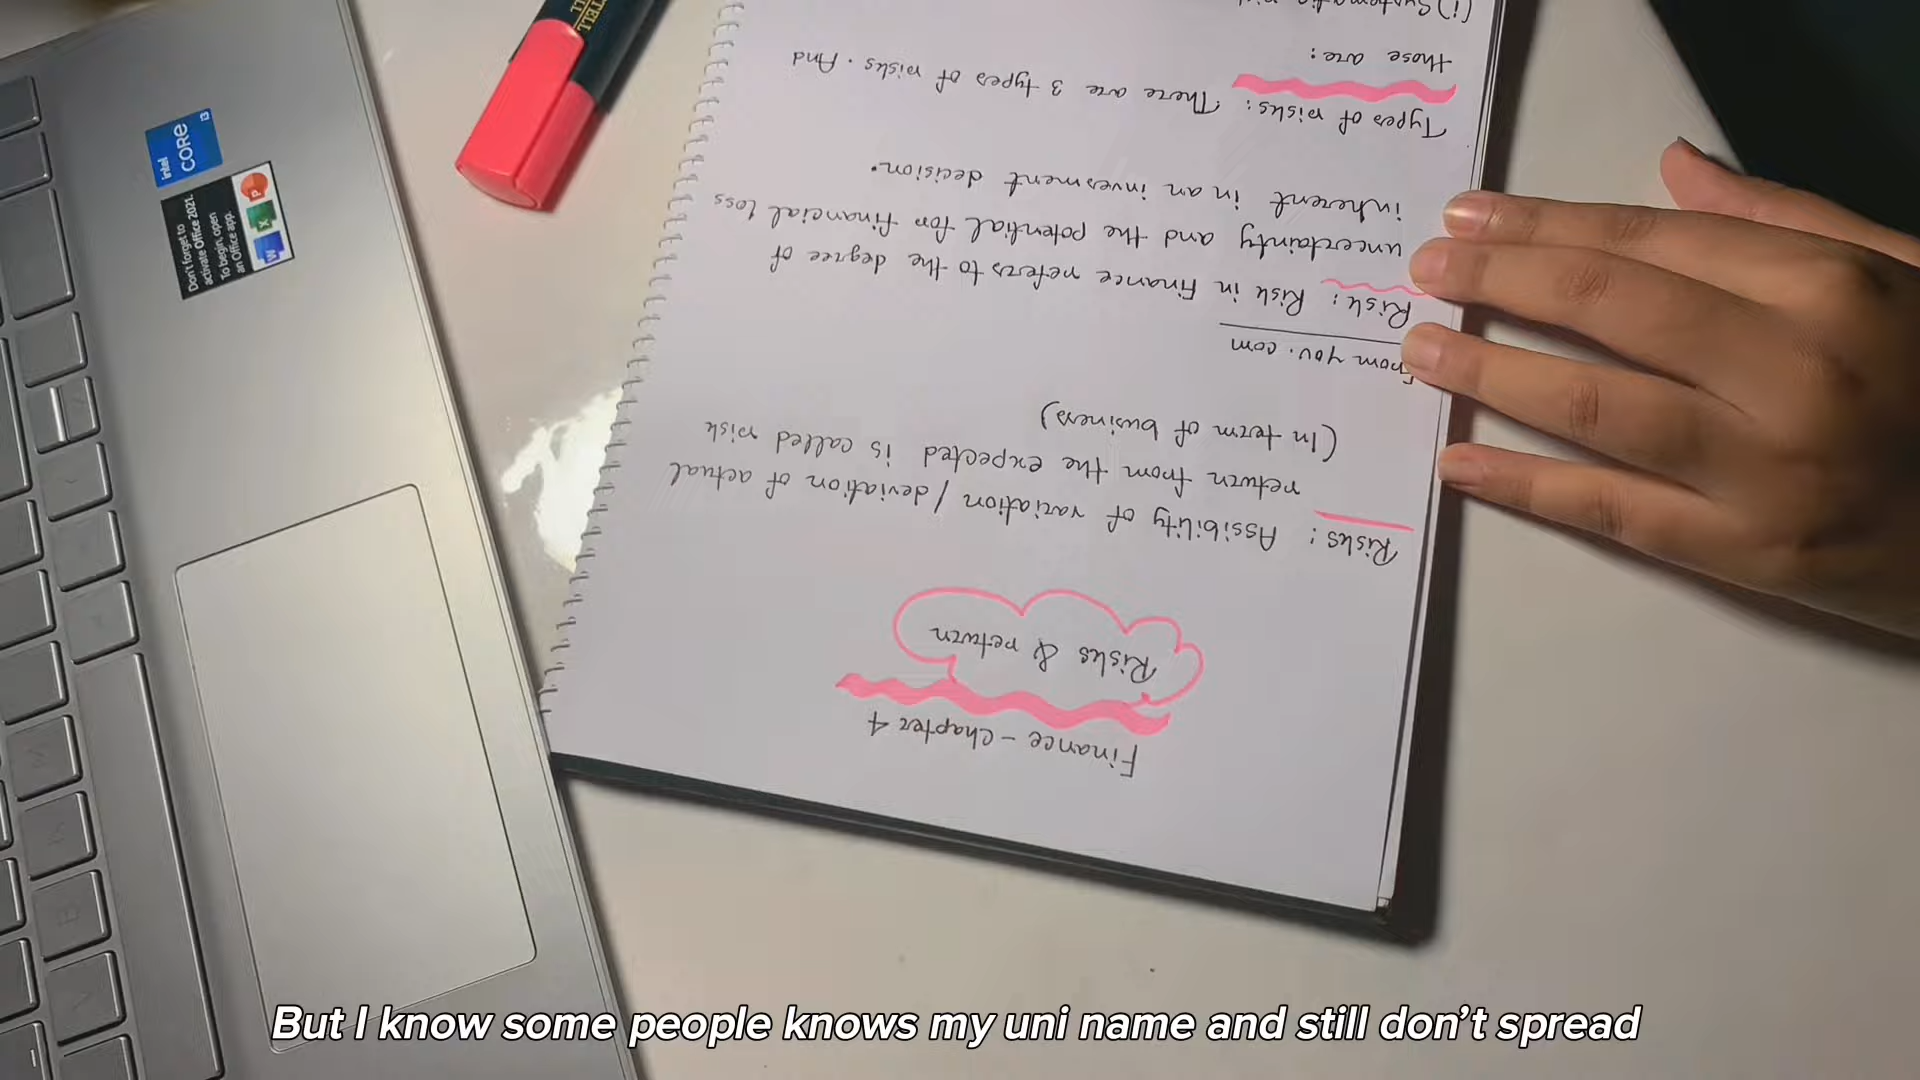 Finance - Chapter 4
Risks & return
Risks: Assibility of variation / deviation of actual
return from the expected is called risk
(In term of business)
From you.com
Risk: Risk in finance refers to the degree of
uncertainty and the potential for financial loss
inherent in an invesment decision.
Types of risks: There are 3 types of risks. And
those are:
(i) Systematic
intel
CORE
i3
Don't forget to
activate Office 2021.
To begin, open
an Office app.
P
X
W
But I know some people knows my uni name and still don't spread